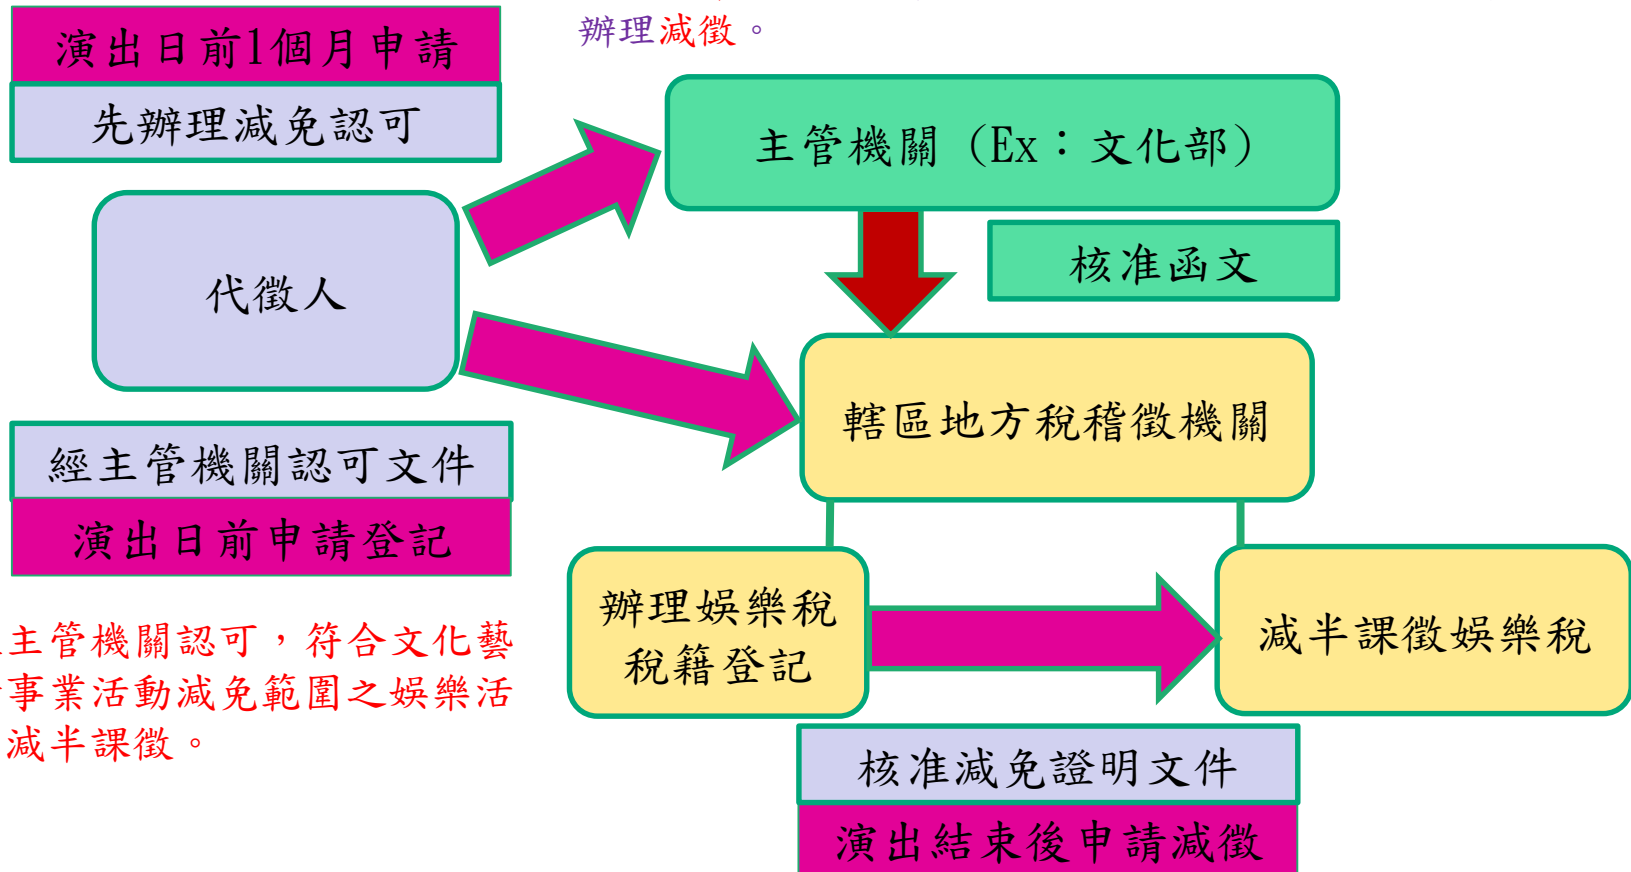 辦理減徵。
演出日前1個月申請
先辦理減免認可
主管機關（Ex：文化部）
核准函文
代徵人
轄區地方稅稽徵機關
經主管機關認可文件
演出日前申請登記
主管機關認可，符合文化藝
事業活動減免範圍之娛樂活
減半課徵。
辦理娛樂稅
稅籍登記
減半課徵娛樂稅
核准減免證明文件
演出結束後申請減徵